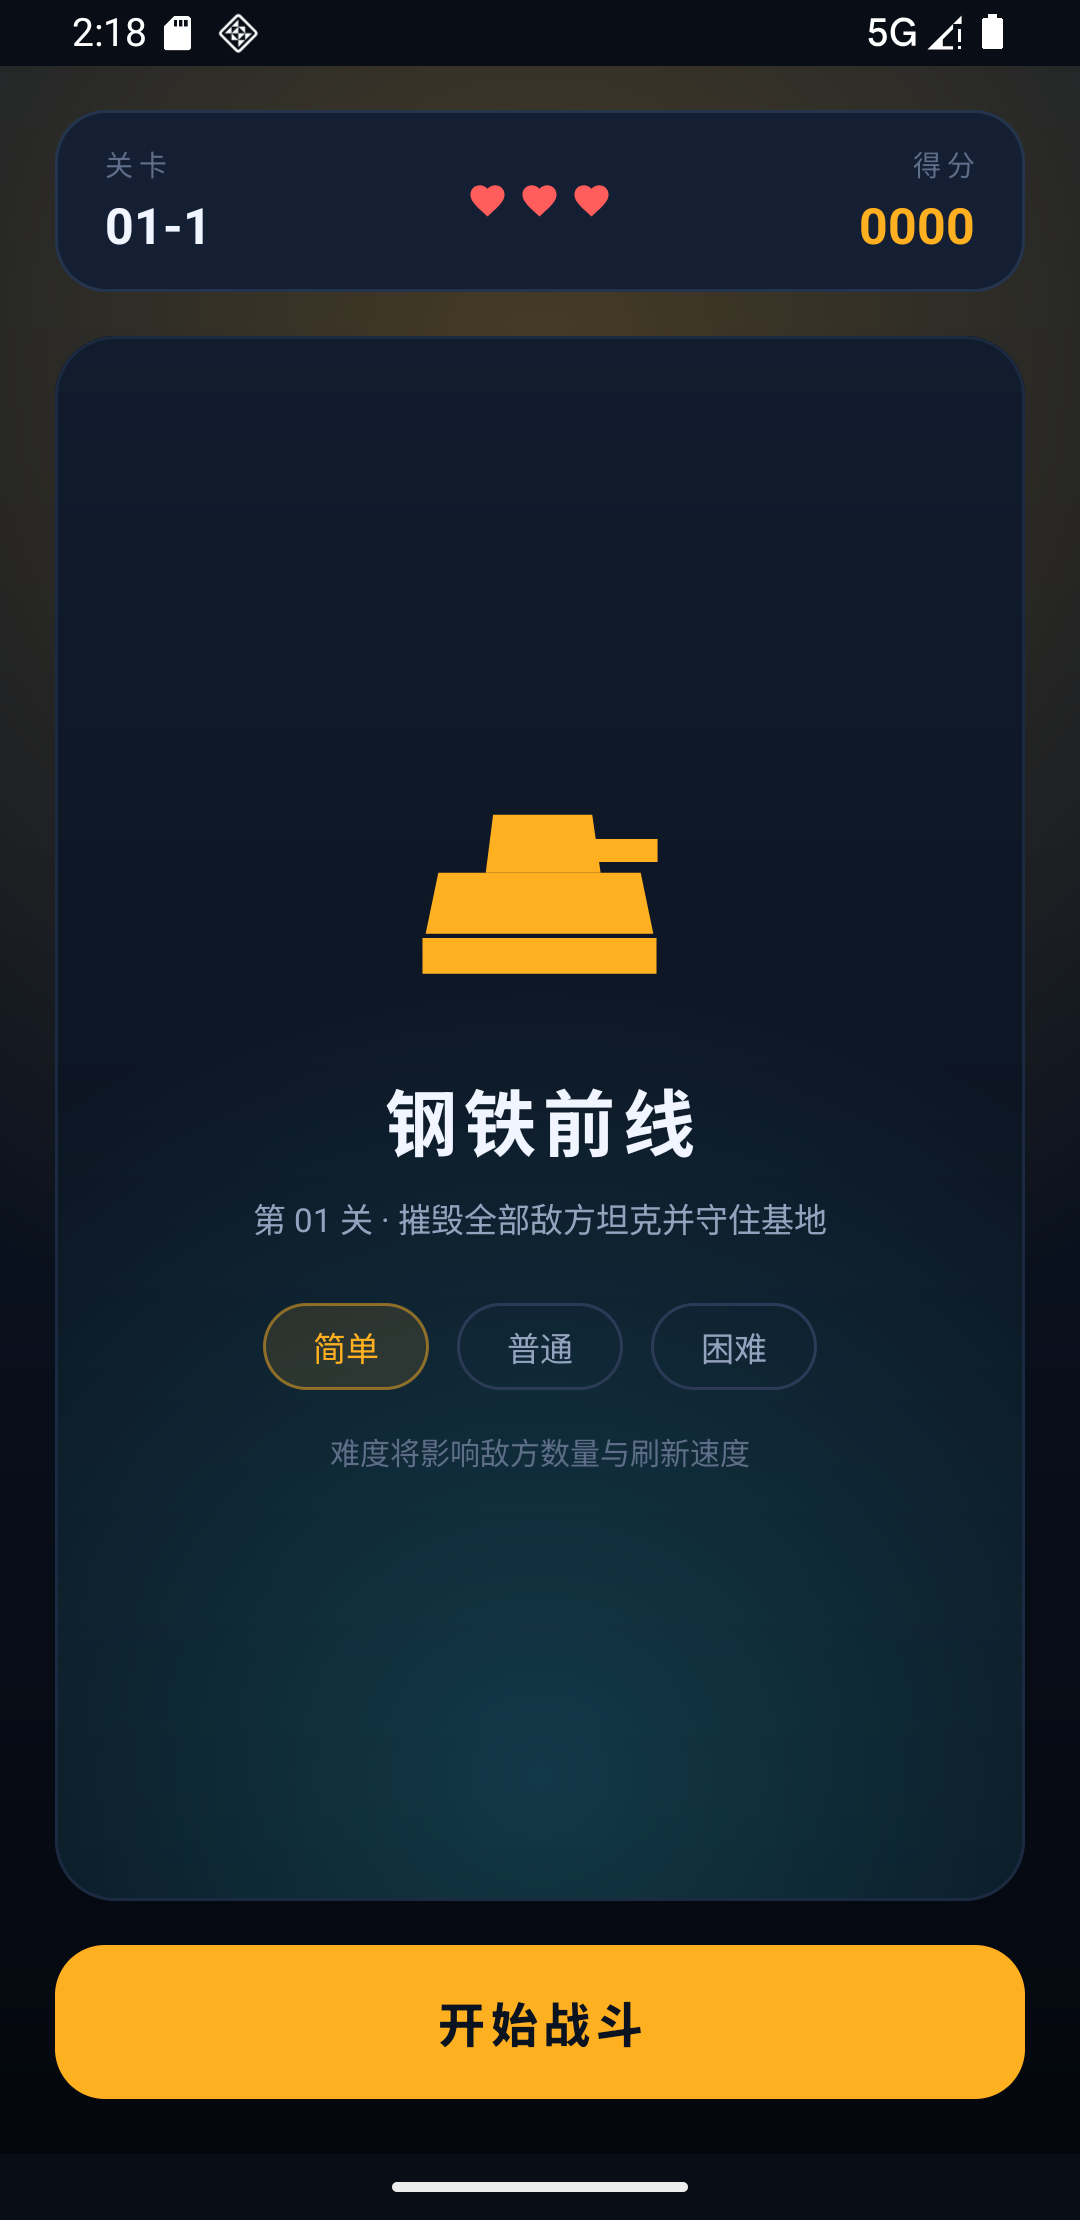 2:18
5G
关卡
得分
01-1
0000
钢铁前线
第 01 关 · 摧毁全部敌方坦克并守住基地
简单
普通
困难
难度将影响敌方数量与刷新速度
开始战斗